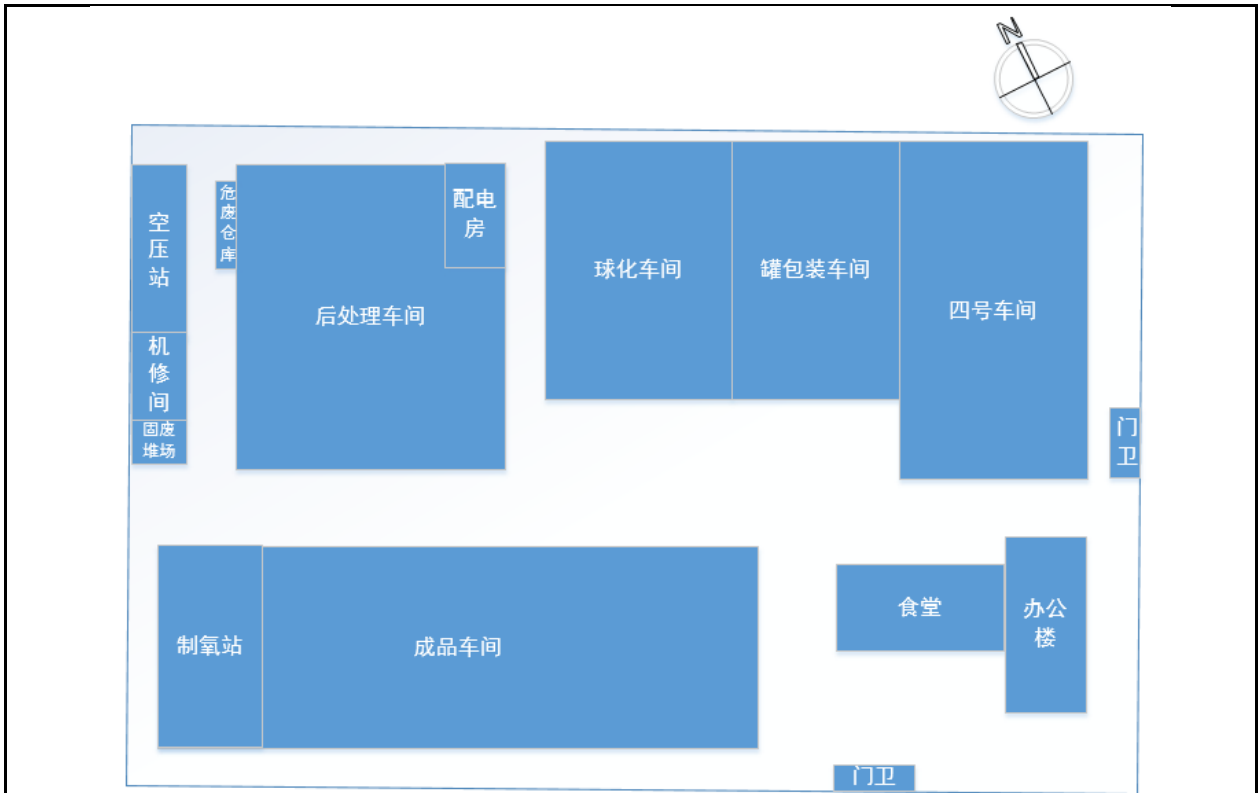 N
空
压
站
危
废
仓
库
配电
房
后处理车间
球化车间
罐包装车间
四号车间
机
修
间
固废
堆场
门
卫
制氧站
成品车间
食堂
办公
楼
门卫